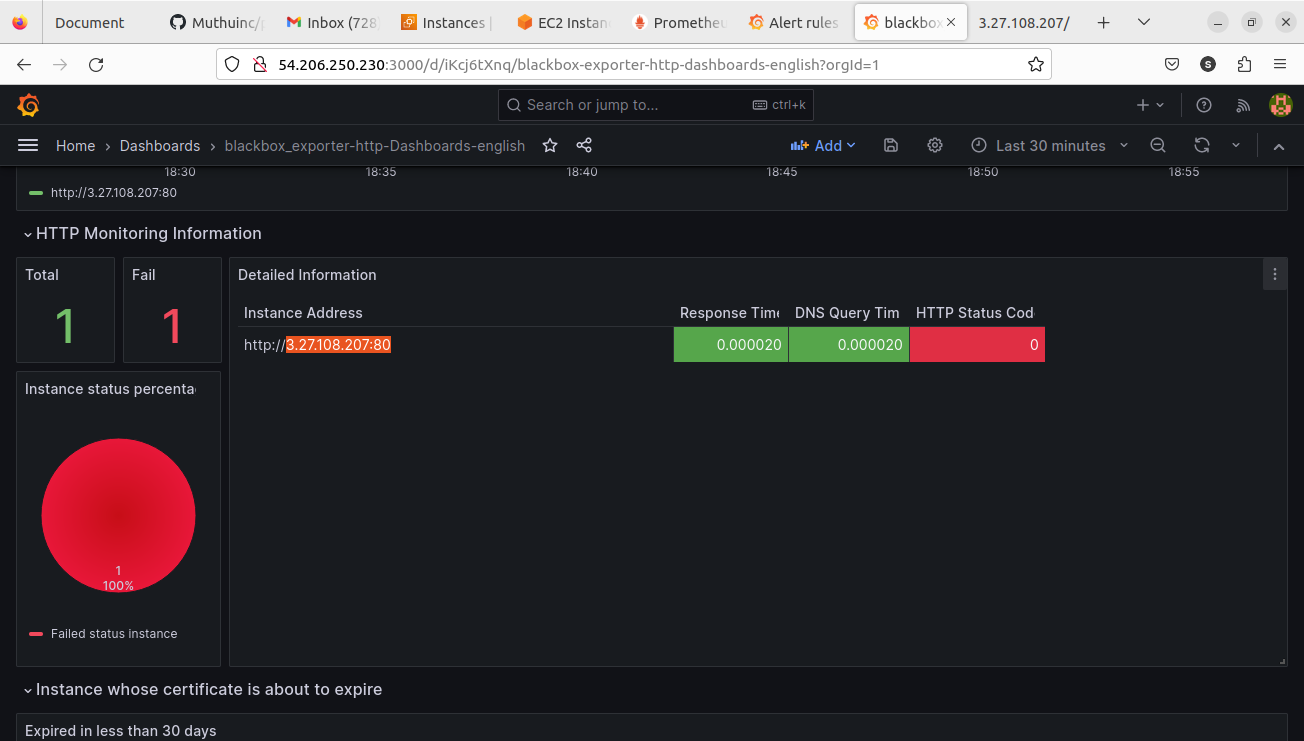 Document
Muthuinc/p
Inbox (728)
Instances |
EC2 Instan
Prometheu
Alert rules
blackbox
3.27.108.207/
54.206.250.230:3000/d/iKcj6tXnq/blackbox-exporter-http-dashboards-english?orgId=1
S
Search or jump to...
ctrl+k
Home › Dashboards › blackbox_exporter-http-Dashboards-english
Add
Last 30 minutes
18:30 18:35 18:40 18:45 18:50 18:55
http://3.27.108.207:80
HTTP Monitoring Information
Total
1
Fail
1
Detailed Information
Instance Address Response Time DNS Query Tim HTTP Status Cod
http://3.27.108.207:80 0.000020 0.000020 0
Instance status percenta
1
100%
Failed status instance
Instance whose certificate is about to expire
Expired in less than 30 days